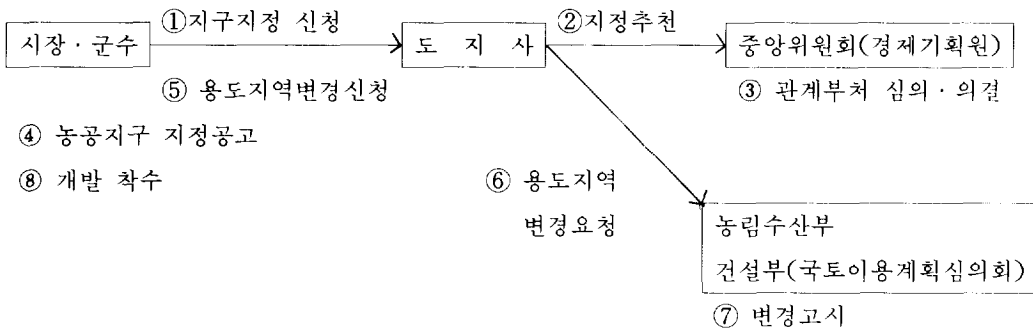 ①지구지정 신청
②지정추천
시장·군수
도 지 사
중앙위원회(경제기획원)
⑤ 용도지역변경신청
③ 관계부처 심의·의결
④ 농공지구 지정공고
⑧ 개발 착수
⑥ 용도지역
변경요청
농림수산부
건설부(국토이용계획심의회)
⑦ 변경고시